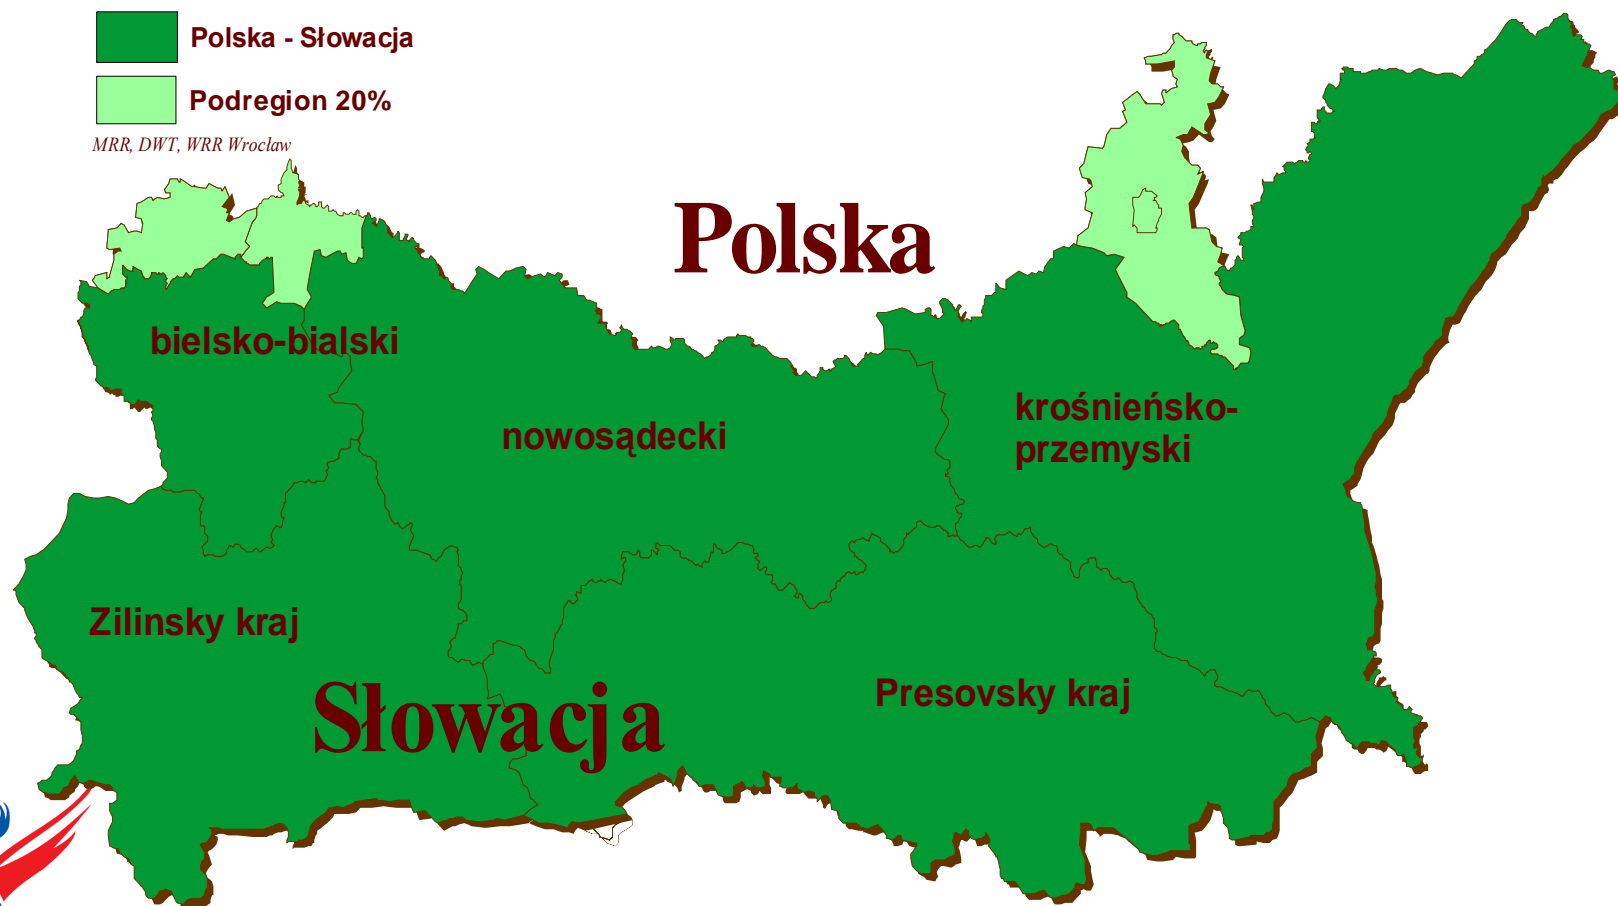 Polska - Słowacja
Podregion 20%
MRR, DWT, WRR Wrocław
Polska
bielsko-bialski
nowosądecki
krośnieńsko-
przemyski
Zilinsky kraj
Słowacja
Presovsky kraj